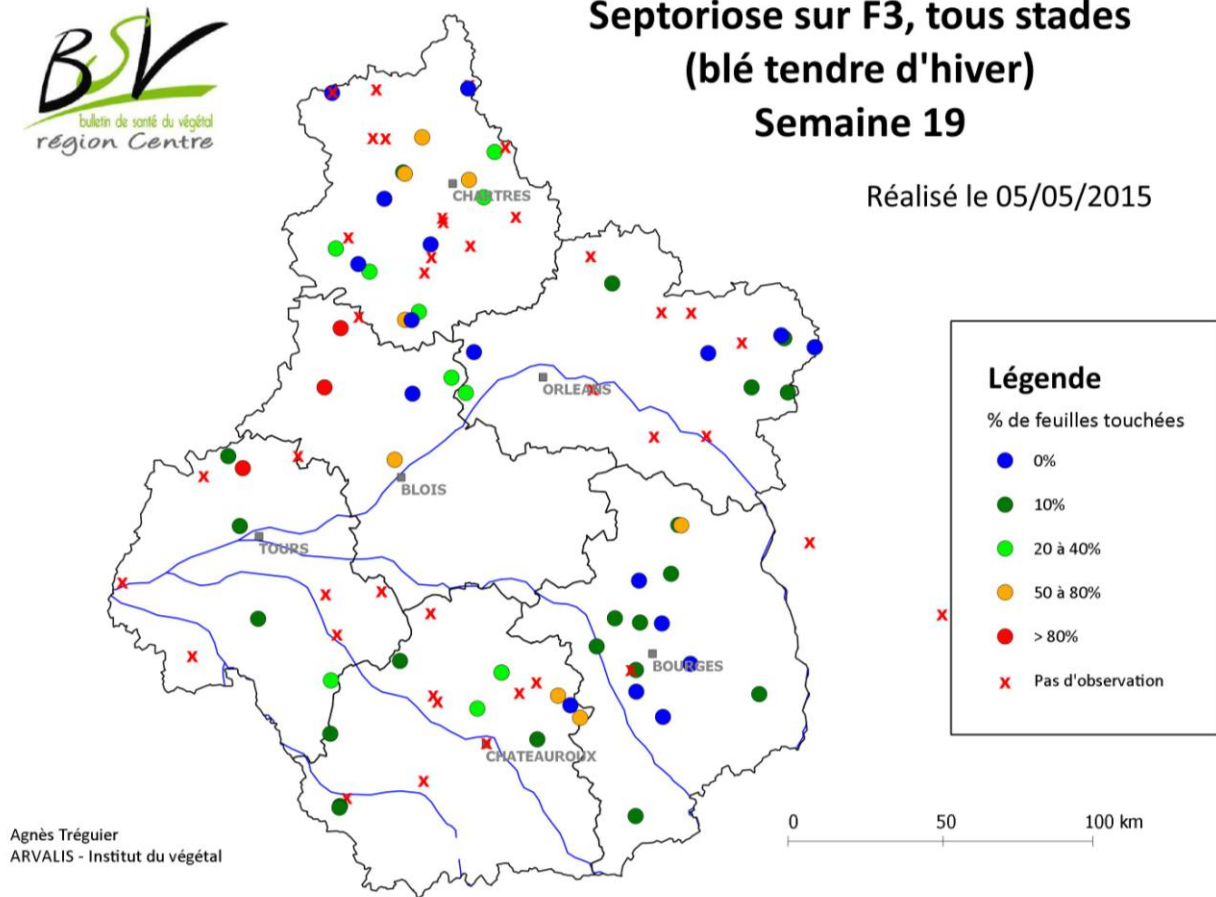 BSV
bulletin de santé du végétal
région Centre
Septoriose sur F3, tous stades
(blé tendre d'hiver)
Semaine 19
Réalisé le 05/05/2015
CHARTRES
ORLEANS
BLOIS
TOURS
BOURGES
CHATEAUROUX
Légende
% de feuilles touchées
0%
10%
20 à 40%
50 à 80%
> 80%
x Pas d'observation
0 50 100 km
Agnès Tréguier
ARVALIS - Institut du végétal